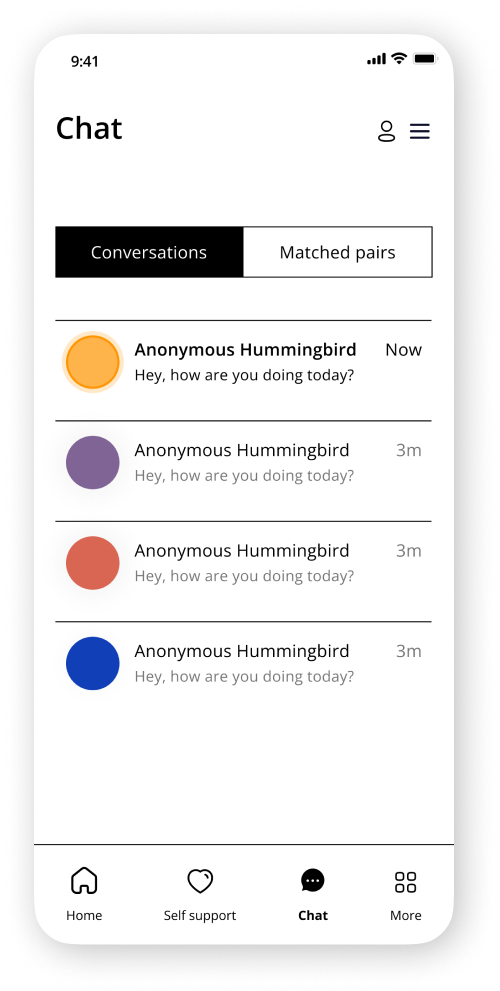 9:41
Chat
Conversations Matched pairs
Anonymous Hummingbird Now
Hey, how are you doing today?
Anonymous Hummingbird 3m
Hey, how are you doing today?
Anonymous Hummingbird 3m
Hey, how are you doing today?
Anonymous Hummingbird 3m
Hey, how are you doing today?
Home Self support Chat More